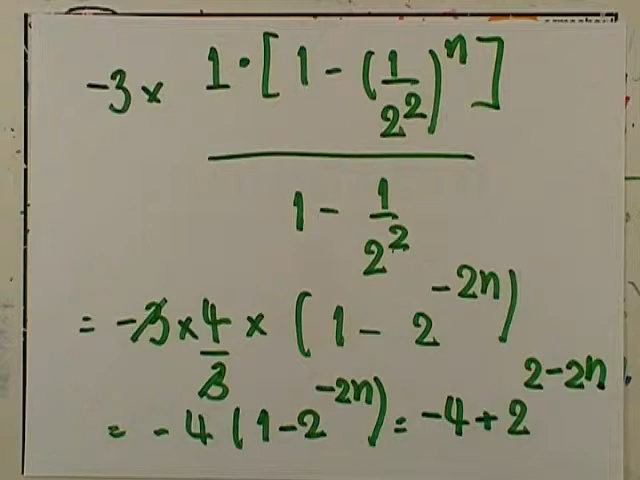 -3 × 1·[1-(1/2²)ⁿ]
1 - 1/2²
= -3 × 4/3 × (1 - 2^-2n)
= -4(1-2^-2n) = -4+2^2-2n